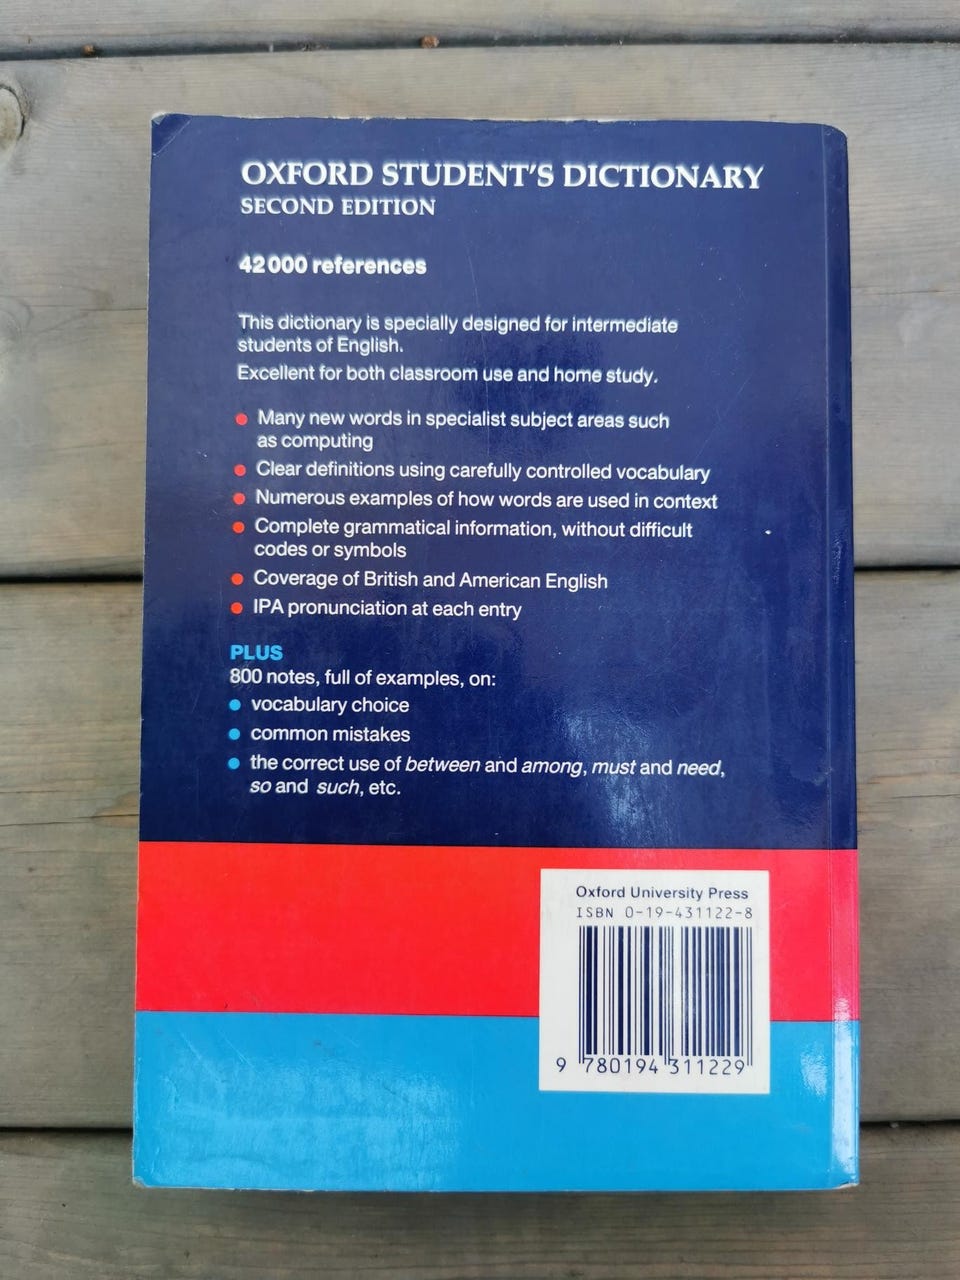 OXFORD STUDENT'S DICTIONARY
SECOND EDITION
42 000 references
This dictionary is specially designed for intermediate
students of English.
Excellent for both classroom use and home study.
• Many new words in specialist subject areas such
as computing
• Clear definitions using carefully controlled vocabulary
• Numerous examples of how words are used in context
• Complete grammatical information, without difficult
codes or symbols
• Coverage of British and American English
• IPA pronunciation at each entry
PLUS
800 notes, full of examples, on:
• vocabulary choice
• common mistakes
• the correct use of between and among, must and need,
so and such, etc.
Oxford University Press
ISBN 0-19-431122-8
9 780194 311229